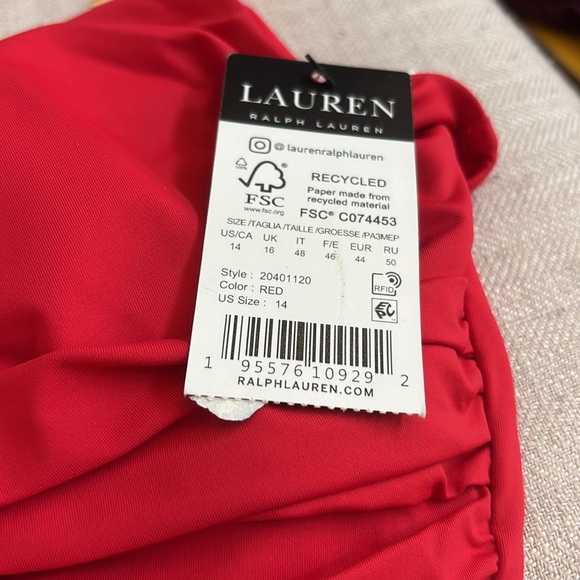 LAUREN
RALPH LAUREN
@laurenralphlauren
FSC
www.fsc.org
RECYCLED
Paper made from
recycled material
FSC® C074453
SIZE /TAGLIA /TAILLE /GROESSE /РАЗМЕР
US/CA UK IT F/E EUR RU
14 16 48 46 44 50
Style : 20401120
Color : RED
US Size : 14
RFID
1 95576 10929 2
RALPHLAUREN.COM